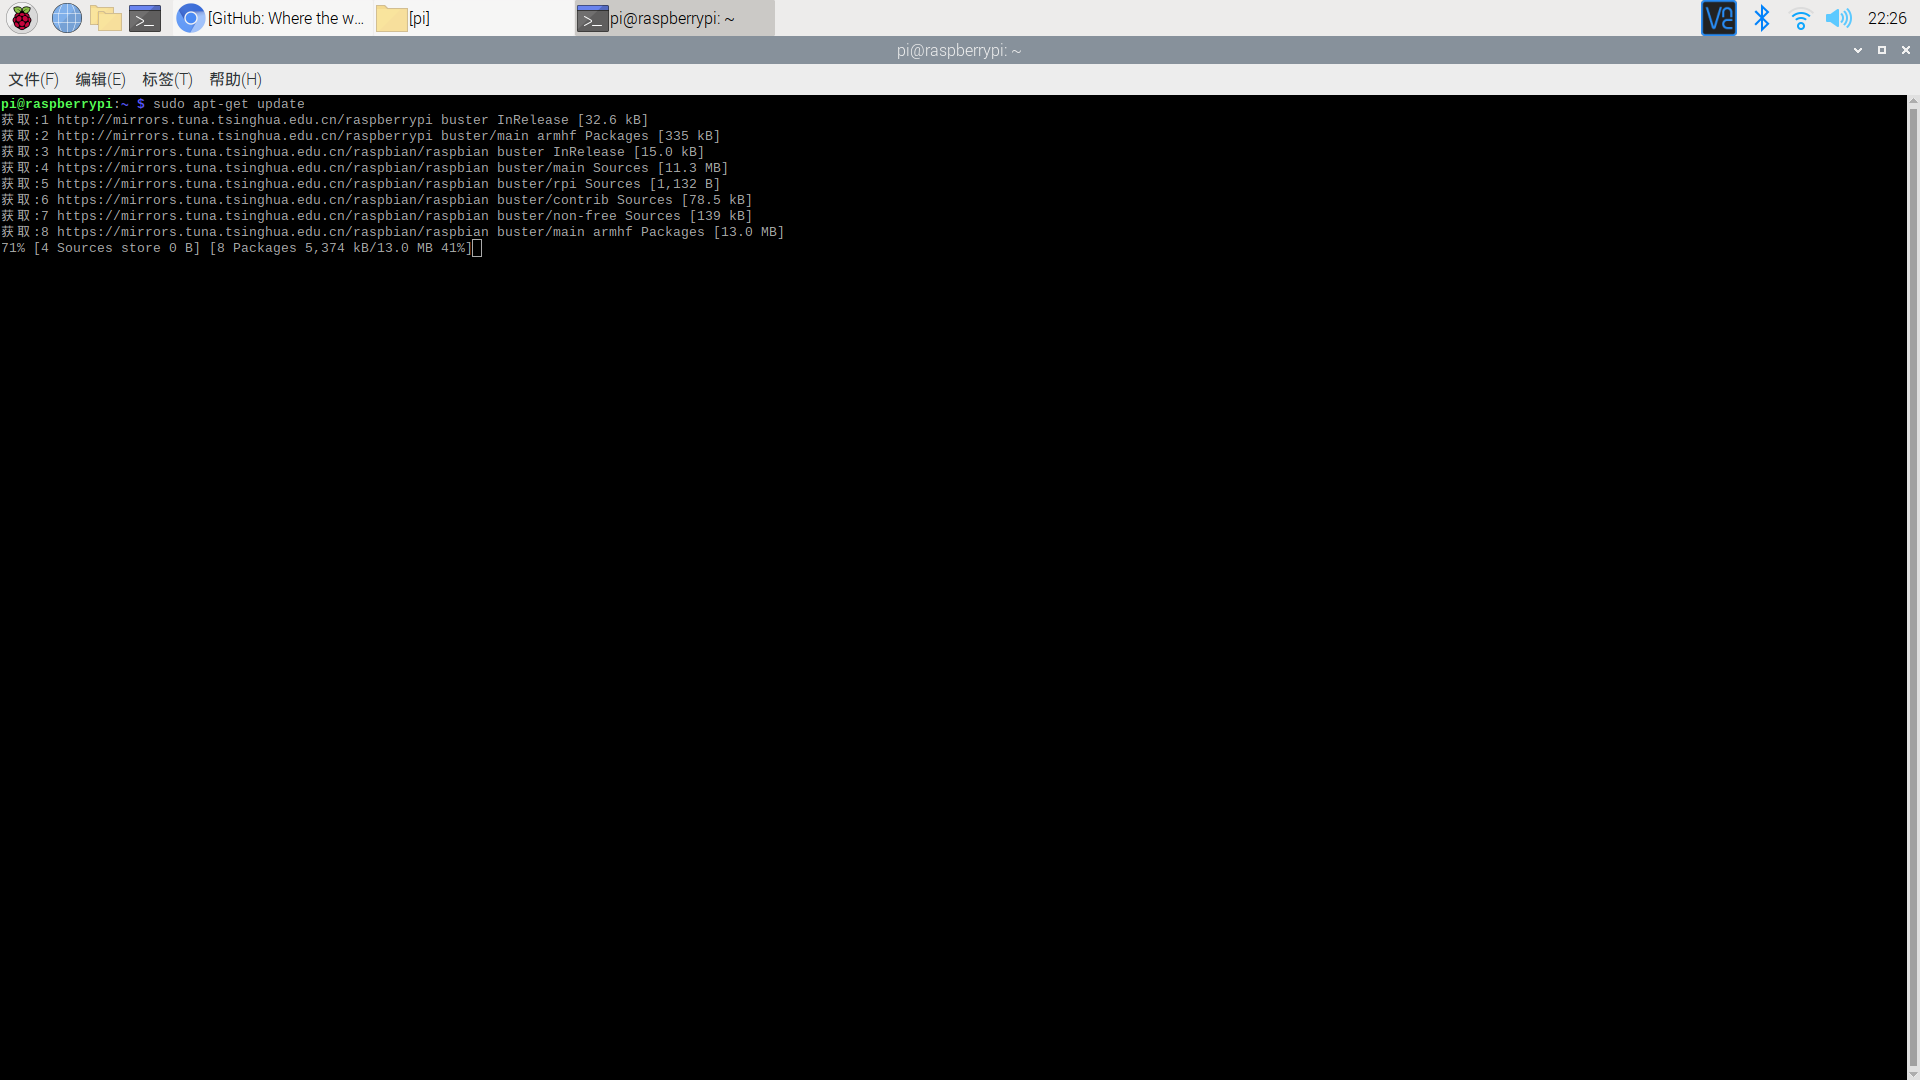 [GitHub: Where the w... [pi] pi@raspberrypi: ~ 22:26
pi@raspberrypi: ~
文件(F) 编辑(E) 标签(T) 帮助(H)
pi@raspberrypi:~ $ sudo apt-get update
获取:1 http://mirrors.tuna.tsinghua.edu.cn/raspberrypi buster InRelease [32.6 kB]
获取:2 http://mirrors.tuna.tsinghua.edu.cn/raspberrypi buster/main armhf Packages [335 kB]
获取:3 https://mirrors.tuna.tsinghua.edu.cn/raspbian/raspbian buster InRelease [15.0 kB]
获取:4 https://mirrors.tuna.tsinghua.edu.cn/raspbian/raspbian buster/main Sources [11.3 MB]
获取:5 https://mirrors.tuna.tsinghua.edu.cn/raspbian/raspbian buster/rpi Sources [1,132 B]
获取:6 https://mirrors.tuna.tsinghua.edu.cn/raspbian/raspbian buster/contrib Sources [78.5 kB]
获取:7 https://mirrors.tuna.tsinghua.edu.cn/raspbian/raspbian buster/non-free Sources [139 kB]
获取:8 https://mirrors.tuna.tsinghua.edu.cn/raspbian/raspbian buster/main armhf Packages [13.0 MB]
71% [4 Sources store 0 B] [8 Packages 5,374 kB/13.0 MB 41%]